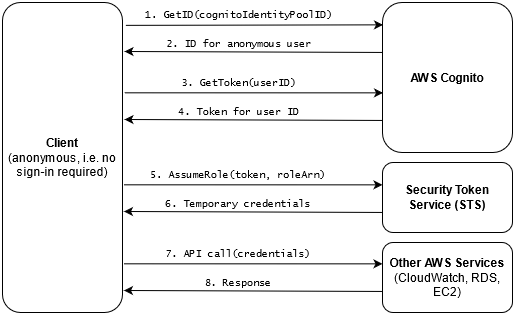 1. GetID(cognitoIdentityPoolID)
2. ID for anonymous user
3. GetToken(userID)
4. Token for user ID
AWS Cognito
Client
(anonymous, i.e. no
sign-in required)
5. AssumeRole(token, roleArn)
6. Temporary credentials
Security Token
Service (STS)
7. API call(credentials)
8. Response
Other AWS Services
(CloudWatch, RDS,
EC2)